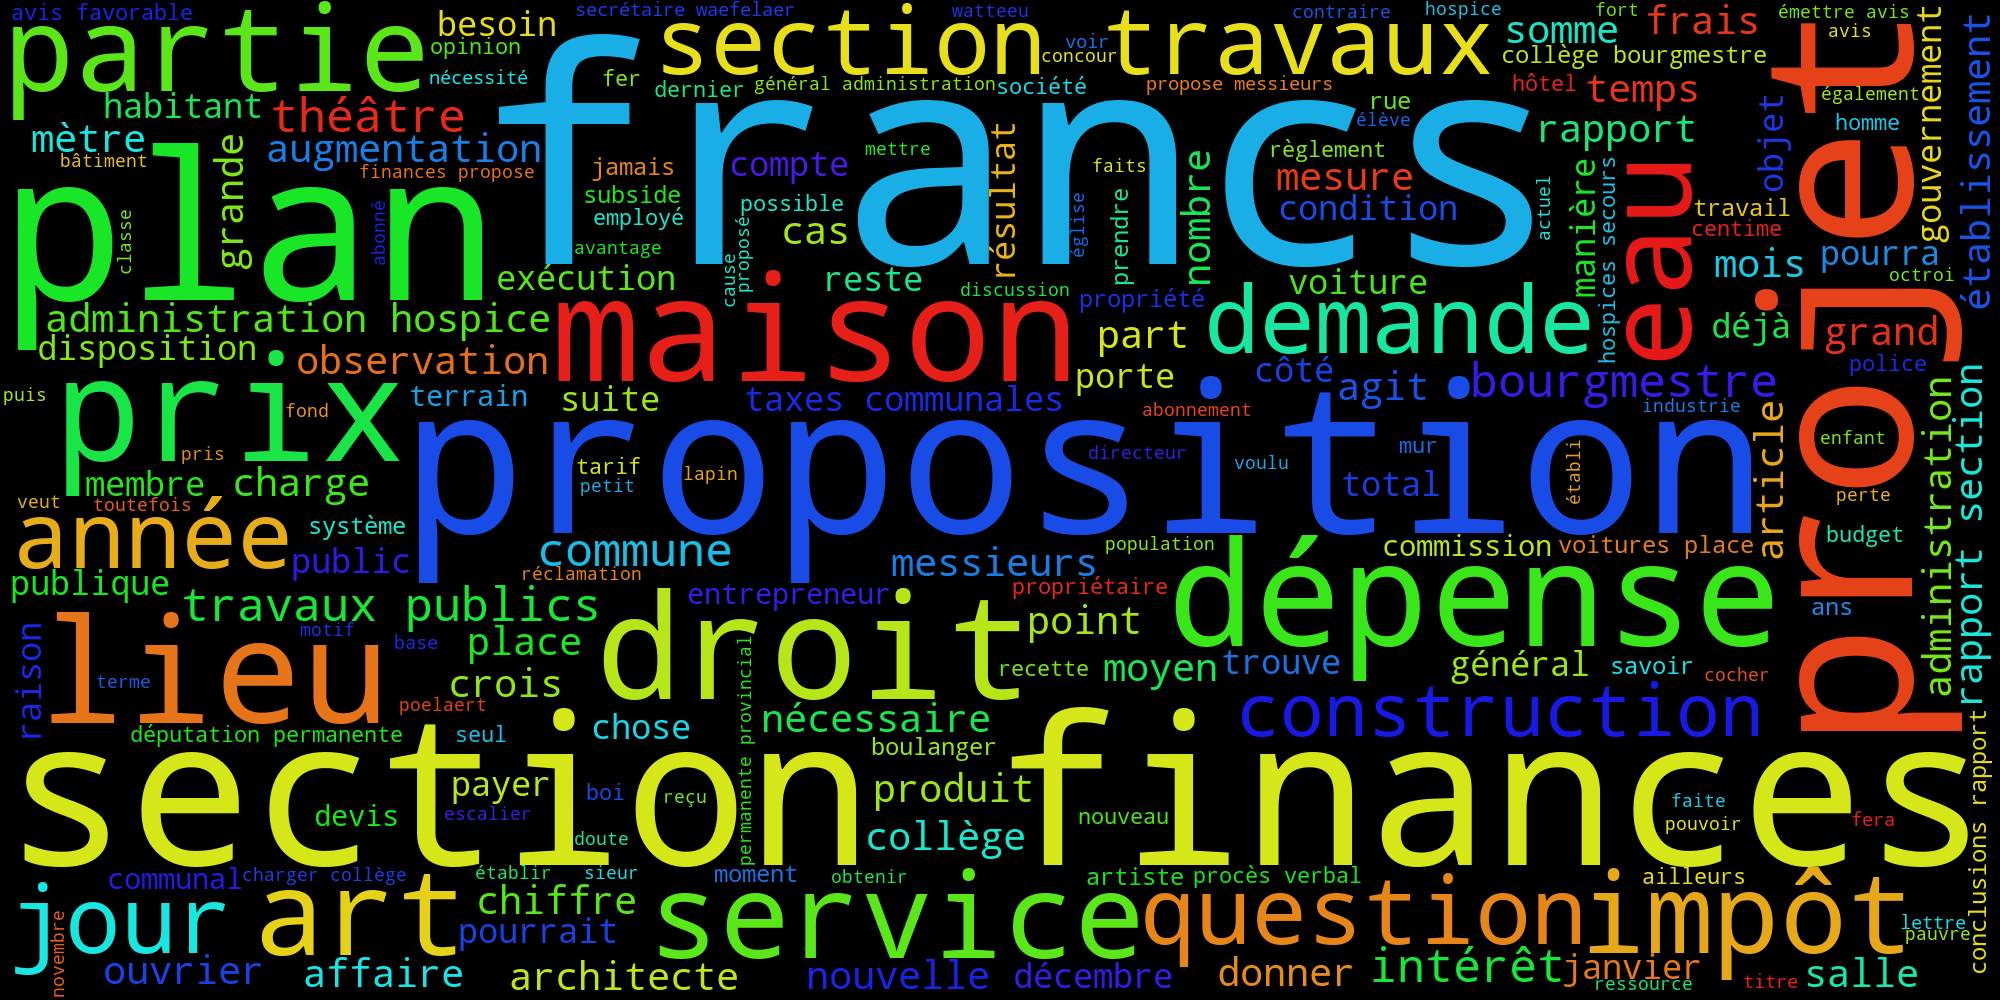 avis favorable
secrétaire waefelaer
watteeu
contraire
hospice
fort
émettre avis
partie
besoin
section travaux
somme
frais
avis
gouvernement
établissement
opinion
voir
concour
collège bourgmestre
nécessité
fer
dernier
général administration
société
propose messieurs
hôtel
temps
également
habitant
théâtre
francs
rue
élève
objet
projet
homme
mètre
bâtiment
augmentation
finances propose
jamais
compte
mettre
résultat
faits
règlement
rapport
mesure
manière
hospices secours
eau
plan
grande
classe
abonné
subside
employé
avantage
possible
cause
proposé
cas
église
prendre
nombre
condition
actuel
travail
centime
pourra
mois
octroi
exécution
reste
discussion
propriété
voiture
administration hospice
maison
demande
part
déjà
grand
disposition
observation
porte
côté
agit
bourgmestre
police
puis
prix
fond
terrain
suite
taxes communales
abonnement
industrie
article
administration
rapport section
pris
proposition
tarif
petit
lapin
directeur
voulu
mur
total
établi
enfant
membre
charge
veut
toutefois
perte
année
système
public
commune
réclamation
messieurs
population
dépense
commission
voitures place
budget
publique
travaux publics
entrepreneur
propriétaire
ans
raison
lieu
motif
base
place
droit
point
permanente provincial
recette
moyen
trouve
général
savoir
cocher
terme
crois
poelaert
construction
députation permanente
seul
chose
nécessaire
boulanger
section finances
payer
boi
reçu
produit
devis
escalier
doute
collège
nouveau
faite
pouvoir
fera
conclusions rapport
communal
charger collège
établir
sieur
moment
obtenir
artiste
procès verbal
ailleurs
jour
art
chiffre
service
question
impôt
lettre
pauvre
novembre
pourrait
ouvrier
affaire
architecte
nouvelle
décembre
donner
intérêt
janvier
ressource
titre
salle